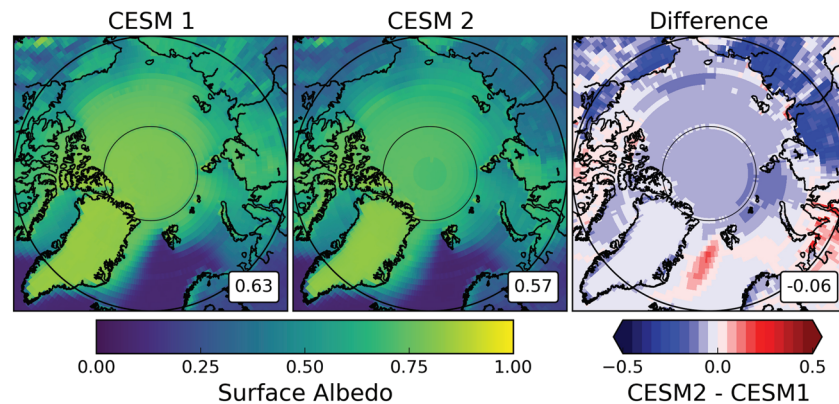 CESM 1 CESM 2 Difference
0.63 0.57 -0.06
0.00 0.25 0.50 0.75 1.00 −0.5 0.0 0.5
Surface Albedo CESM2 - CESM1